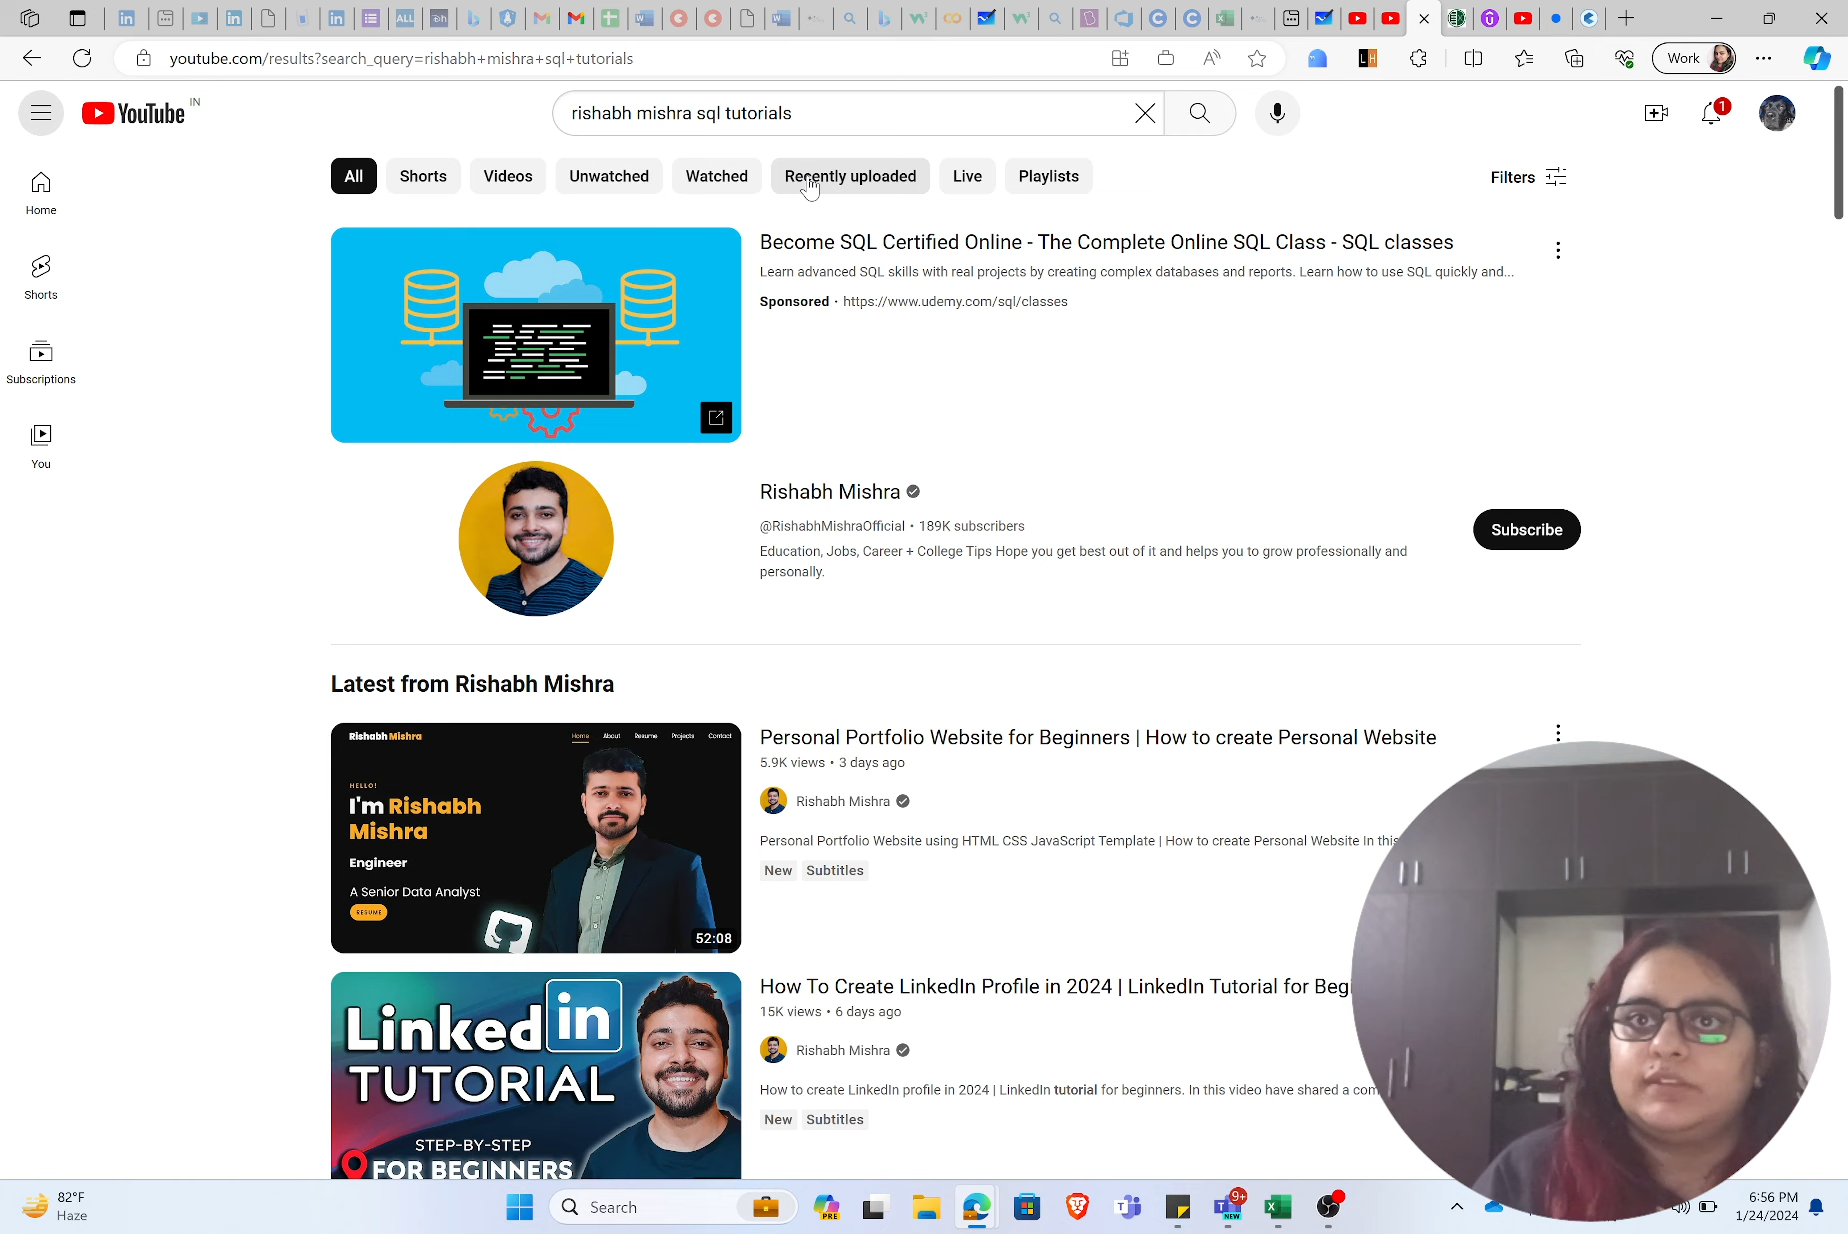 youtube.com/results?search_query=rishabh+mishra+sql+tutorials
Work
YouTube IN
rishabh mishra sql tutorials
1
All Shorts Videos Unwatched Watched Recently uploaded Live Playlists Filters
Home
Shorts
Subscriptions
You
Become SQL Certified Online - The Complete Online SQL Class - SQL classes
Learn advanced SQL skills with real projects by creating complex databases and reports. Learn how to use SQL quickly and...
Sponsored · https://www.udemy.com/sql/classes
Rishabh Mishra
@RishabhMishraOfficial • 189K subscribers
Education, Jobs, Career + College Tips Hope you get best out of it and helps you to grow professionally and
personally.
Subscribe
Latest from Rishabh Mishra
Rishabh Mishra Home About Resume Projects Contact
HELLO!
I'm Rishabh
Mishra
Engineer
A Senior Data Analyst
RESUME
52:08
Personal Portfolio Website for Beginners | How to create Personal Website
5.9K views • 3 days ago
Rishabh Mishra
Personal Portfolio Website using HTML CSS JavaScript Template | How to create Personal Website In this
New Subtitles
Linked in
TUTORIAL
STEP-BY-STEP
FOR BEGINNERS
How To Create LinkedIn Profile in 2024 | LinkedIn Tutorial for Beg
15K views • 6 days ago
Rishabh Mishra
How to create LinkedIn profile in 2024 | LinkedIn tutorial for beginners. In this video have shared a com
New Subtitles
82°F
Haze
Search
PRE
9+
NEW
6:56 PM
1/24/2024